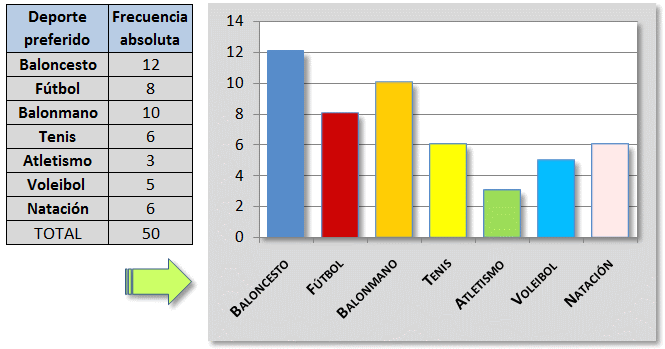 Deporte preferido Frecuencia absoluta
Baloncesto 12
Fútbol 8
Balonmano 10
Tenis 6
Atletismo 3
Voleibol 5
Natación 6
TOTAL 50
14
12
10
8
6
4
2
0
BALONCESTO
FÚTBOL
BALONMANO
TENIS
ATLETISMO
VOLEIBOL
NATACIÓN